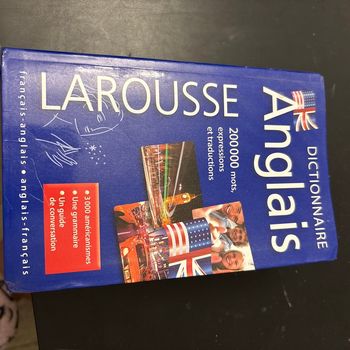 DICTIONNAIRE
Anglais
LAROUSSE
200 000 mots,
expressions
et traductions
• 3 000 américanismes
• Une grammaire
• Un guide
de conversation
français-anglais • anglais-français